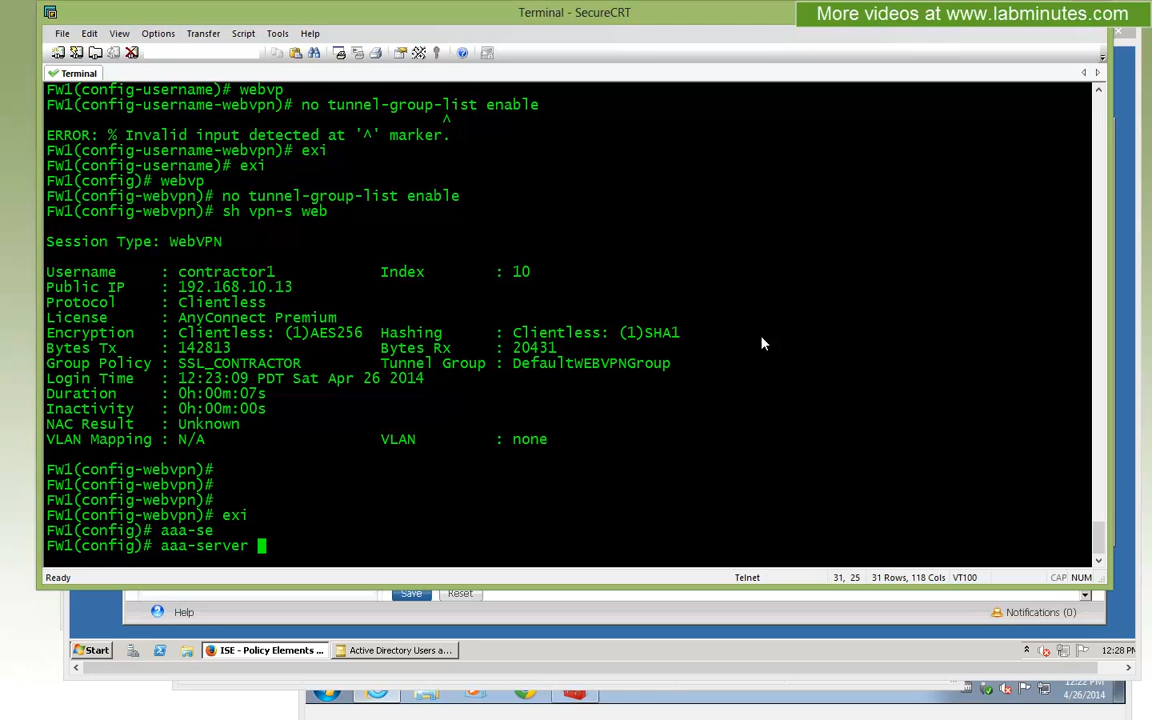 Terminal - SecureCRT
More videos at www.labminutes.com
File Edit View Options Transfer Script Tools Help
Terminal
FW1(config-username)# webvp
FW1(config-username-webvpn)# no tunnel-group-list enable
^
ERROR: % Invalid input detected at '^' marker.
FW1(config-username-webvpn)# exi
FW1(config-username)# exi
FW1(config)# webvp
FW1(config-webvpn)# no tunnel-group-list enable
FW1(config-webvpn)# sh vpn-s web
Session Type: WebVPN
Username : contractor1 Index : 10
Public IP : 192.168.10.13
Protocol : Clientless
License : AnyConnect Premium
Encryption : Clientless: (1)AES256 Hashing : Clientless: (1)SHA1
Bytes Tx : 142813 Bytes Rx : 20431
Group Policy : SSL_CONTRACTOR Tunnel Group : DefaultWEBVPNGroup
Login Time : 12:23:09 PDT Sat Apr 26 2014
Duration : 0h:00m:07s
Inactivity : 0h:00m:00s
NAC Result : Unknown
VLAN Mapping : N/A VLAN : none
FW1(config-webvpn)#
FW1(config-webvpn)#
FW1(config-webvpn)#
FW1(config-webvpn)# exi
FW1(config)# aaa-se
FW1(config)# aaa-server
Ready Telnet 31, 25 31 Rows, 118 Cols VT100 CAP NUM
Save Reset
Help Notifications (0)
Start ISE - Policy Elements ... Active Directory Users a... 12:28 PM
12:22 PM
4/26/2014